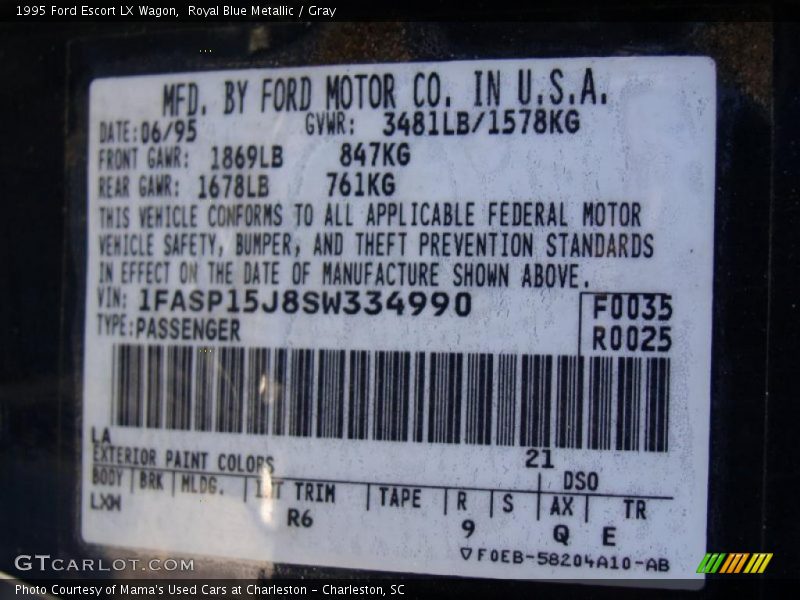 1995 Ford Escort LX Wagon,  Royal Blue Metallic / Gray
MFD. BY FORD MOTOR CO. IN U.S.A.
DATE:06/95 GVWR: 3481LB/1578KG
FRONT GAWR: 1869LB 847KG
REAR GAWR: 1678LB 761KG
THIS VEHICLE CONFORMS TO ALL APPLICABLE FEDERAL MOTOR
VEHICLE SAFETY, BUMPER, AND THEFT PREVENTION STANDARDS
IN EFFECT ON THE DATE OF MANUFACTURE SHOWN ABOVE.
VIN: 1FASP15J8SW334990 F0035
TYPE:PASSENGER R0025
LA
EXTERIOR PAINT COLORS 21 DSO
BODY BRK MLDG. INT TRIM TAPE R S AX TR
LXW R6 9 Q E
▽F0EB-58204A10-AB
GTCARLOT.COM
Photo Courtesy of Mama's Used Cars at Charleston - Charleston, SC